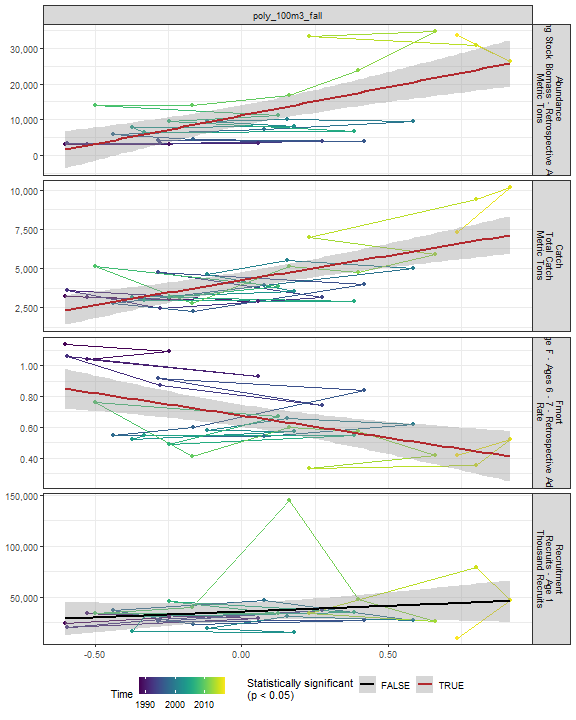 poly_100m3_fall
30,000
20,000
10,000
0
Abundance
Stock Biomass - Retrospective
Metric Tons
10,000
7,500
5,000
2,500
Catch
Total Catch
Metric Tons
1.00
0.80
0.60
0.40
Fmort
F - Ages 6 - 7 - Retrospective
Rate
150,000
100,000
50,000
Recruitment
Recruits - Age 1
Thousand Recruits
-0.50
0.00
0.50
Time
1990 2000 2010
Statistically significant
(p < 0.05)
FALSE
TRUE